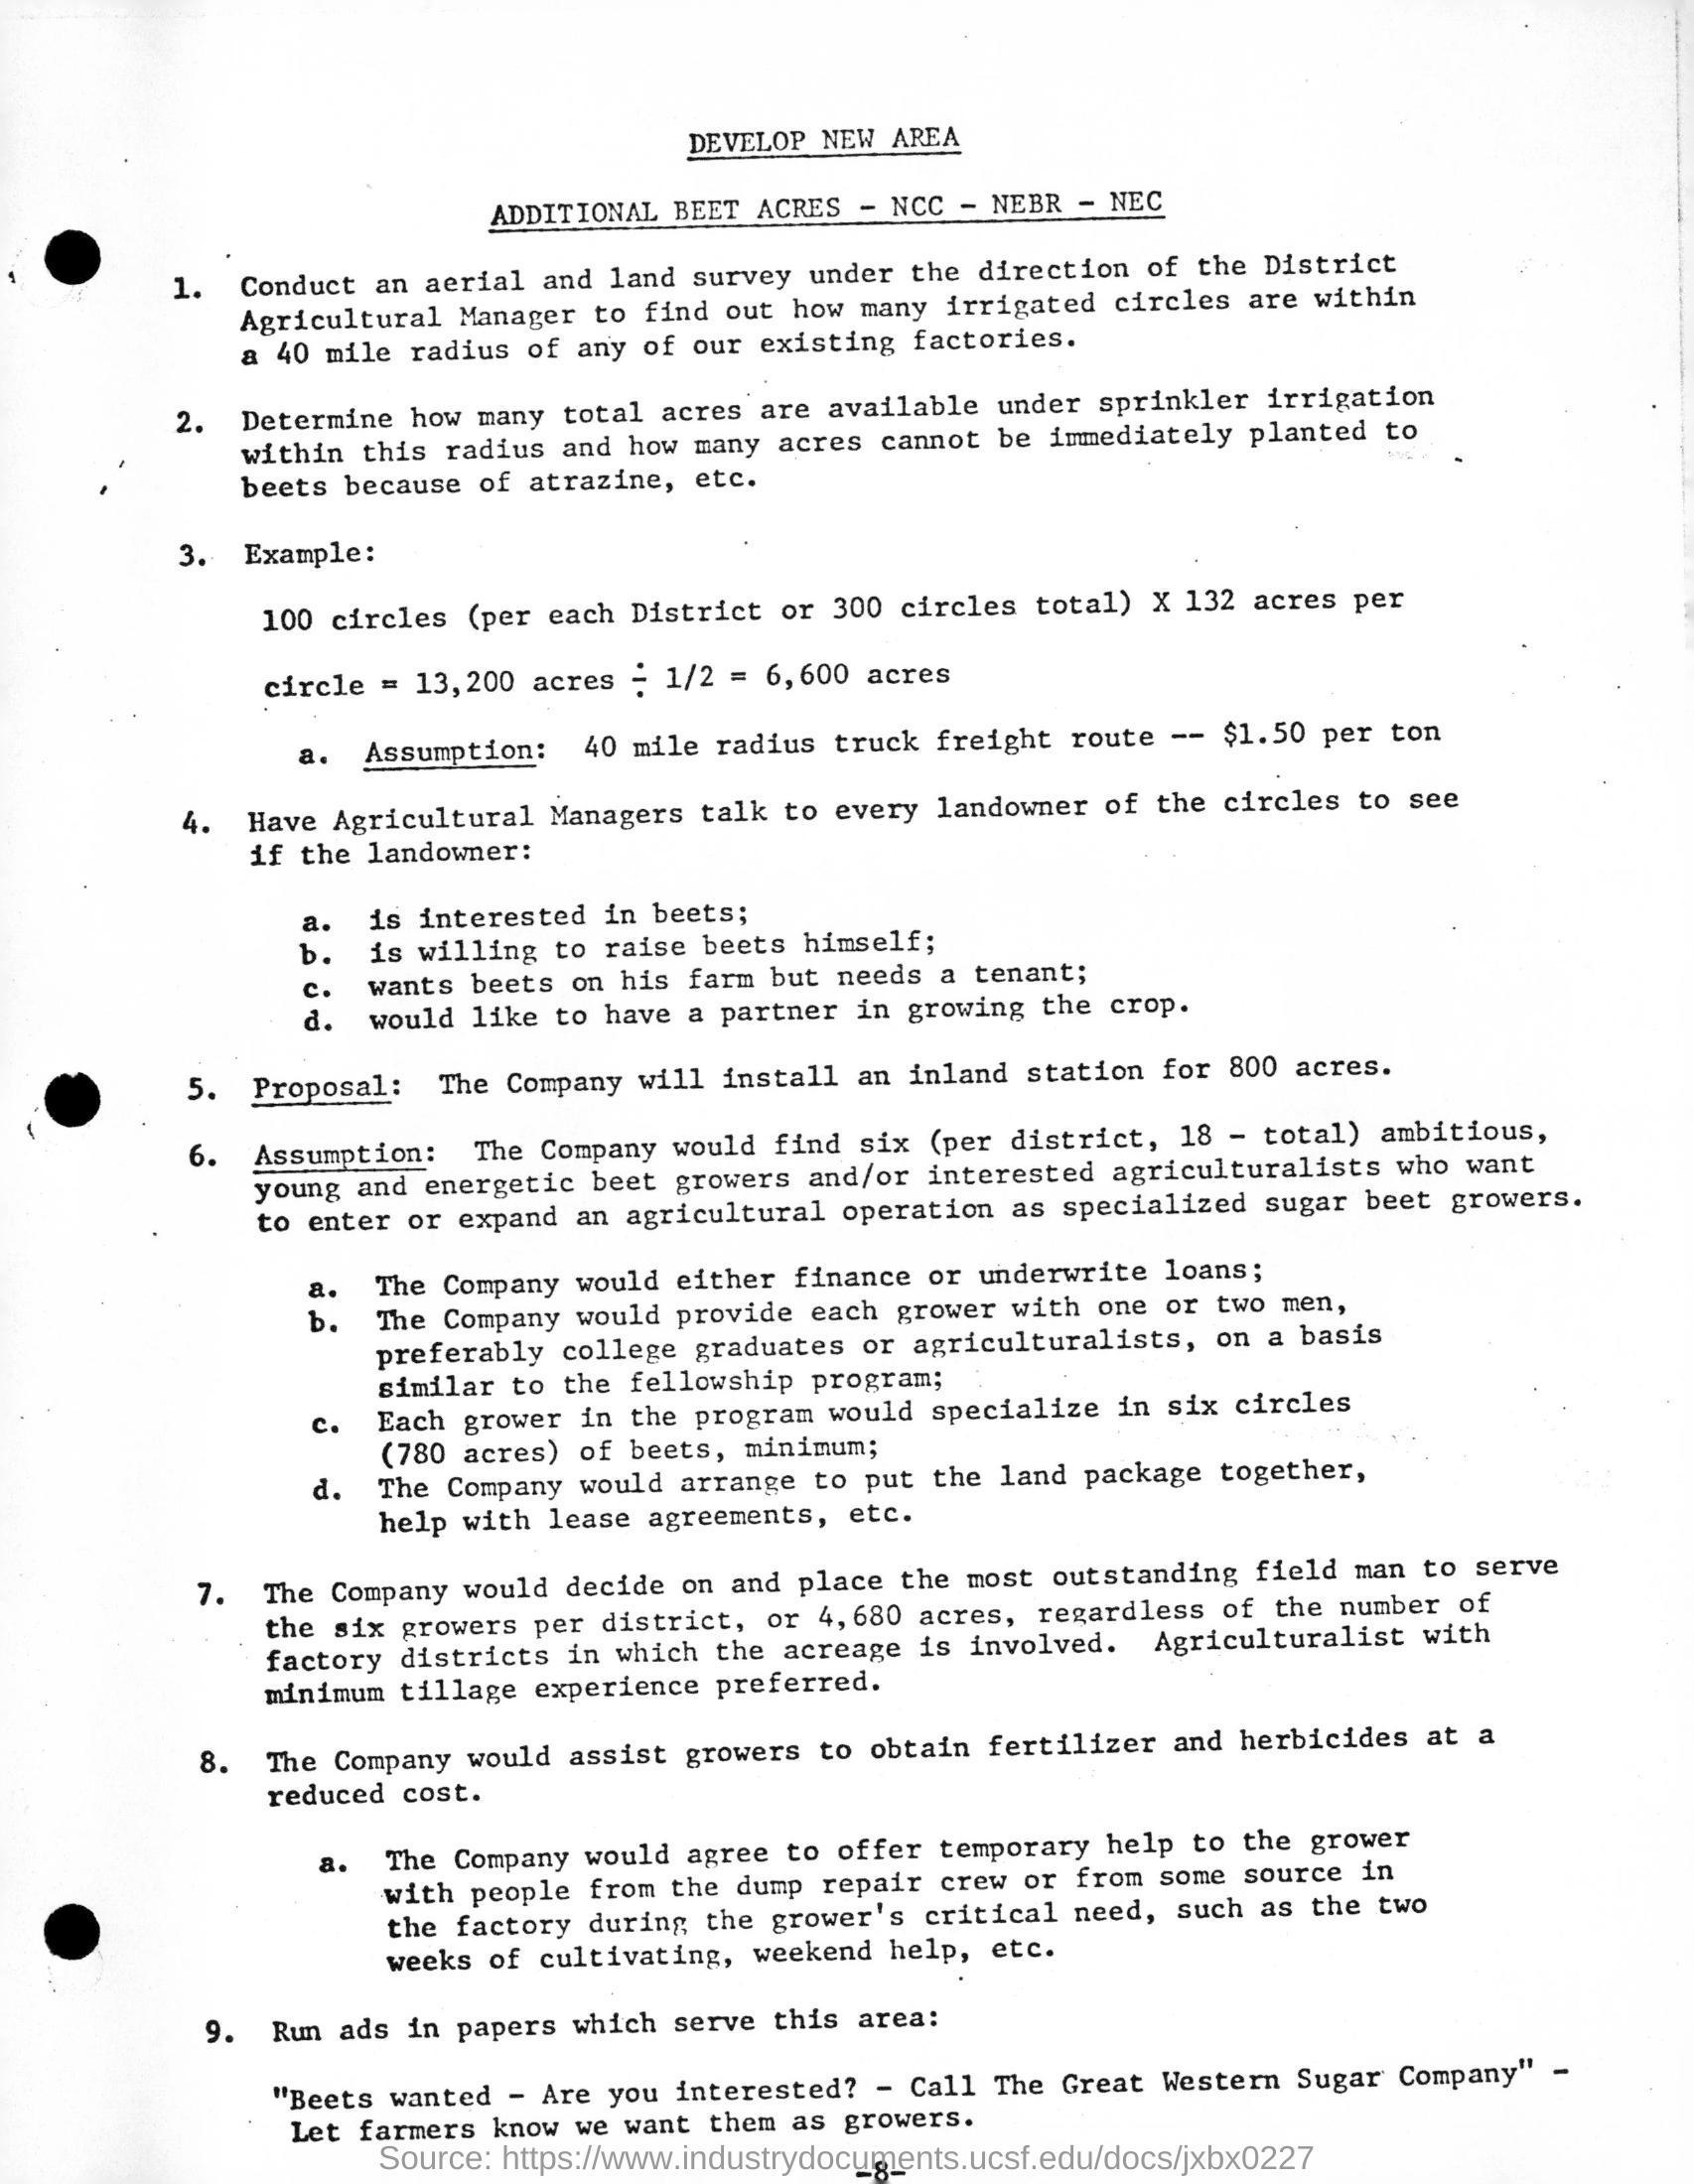 DEVELOP NEW AREA
ADDITIONAL BEET ACRES - NCC - NEBR - NEC
1. Conduct an aerial and land survey under the direction of the District
Agricultural Manager to find out how many irrigated circles are within
a 40 mile radius of any of our existing factories.
2. Determine how many total acres are available under sprinkler irrigation
within this radius and how many acres cannot be immediately planted to
beets because of atrazine, etc.
3. Example:
100 circles (per each District or 300 circles total) X 132 acres per
circle = 13,200 acres ÷ 1/2 = 6,600 acres
a. Assumption: 40 mile radius truck freight route -- $1.50 per ton
4. Have Agricultural Managers talk to every landowner of the circles to see
if the landowner:
a. is interested in beets;
b. is willing to raise beets himself;
c. wants beets on his farm but needs a tenant;
d. would like to have a partner in growing the crop.
5. Proposal: The Company will install an inland station for 800 acres.
6. Assumption: The Company would find six (per district, 18 - total) ambitious,
young and energetic beet growers and/or interested agriculturalists who want
to enter or expand an agricultural operation as specialized sugar beet growers.
a. The Company would either finance or underwrite loans;
b. The Company would provide each grower with one or two men,
preferably college graduates or agriculturalists, on a basis
similar to the fellowship program;
c. Each grower in the program would specialize in six circles
(780 acres) of beets, minimum;
d. The Company would arrange to put the land package together,
help with lease agreements, etc.
7. The Company would decide on and place the most outstanding field man to serve
the six growers per district, or 4,680 acres, regardless of the number of
factory districts in which the acreage is involved. Agriculturalist with
minimum tillage experience preferred.
8. The Company would assist growers to obtain fertilizer and herbicides at a
reduced cost.
a. The Company would agree to offer temporary help to the grower
with people from the dump repair crew or from some source in
the factory during the grower's critical need, such as the two
weeks of cultivating, weekend help, etc.
9. Run ads in papers which serve this area:
"Beets wanted - Are you interested? - Call The Great Western Sugar Company" -
Let farmers know we want them as growers.
Source: https://www.industrydocuments.ucsf.edu/docs/jxbx0227
-8-